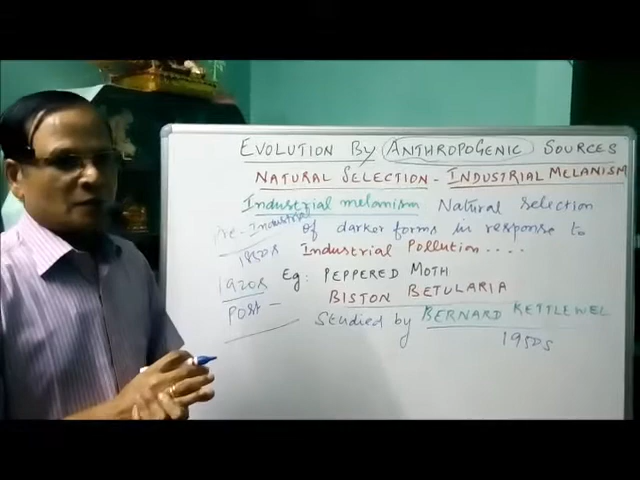 EVOLUTION BY ANTHROPOGENIC SOURCES
NATURAL SELECTION - INDUSTRIAL MELANISM
Industrial melanism Natural Selection
of darker forms in response to
Industrial Pollution....
Eg: PEPPERED MOTH
BISTON BETULARIA
Studied by BERNARD KETTLEWEL
1950s
Pre-Industrial
1920s
POST -